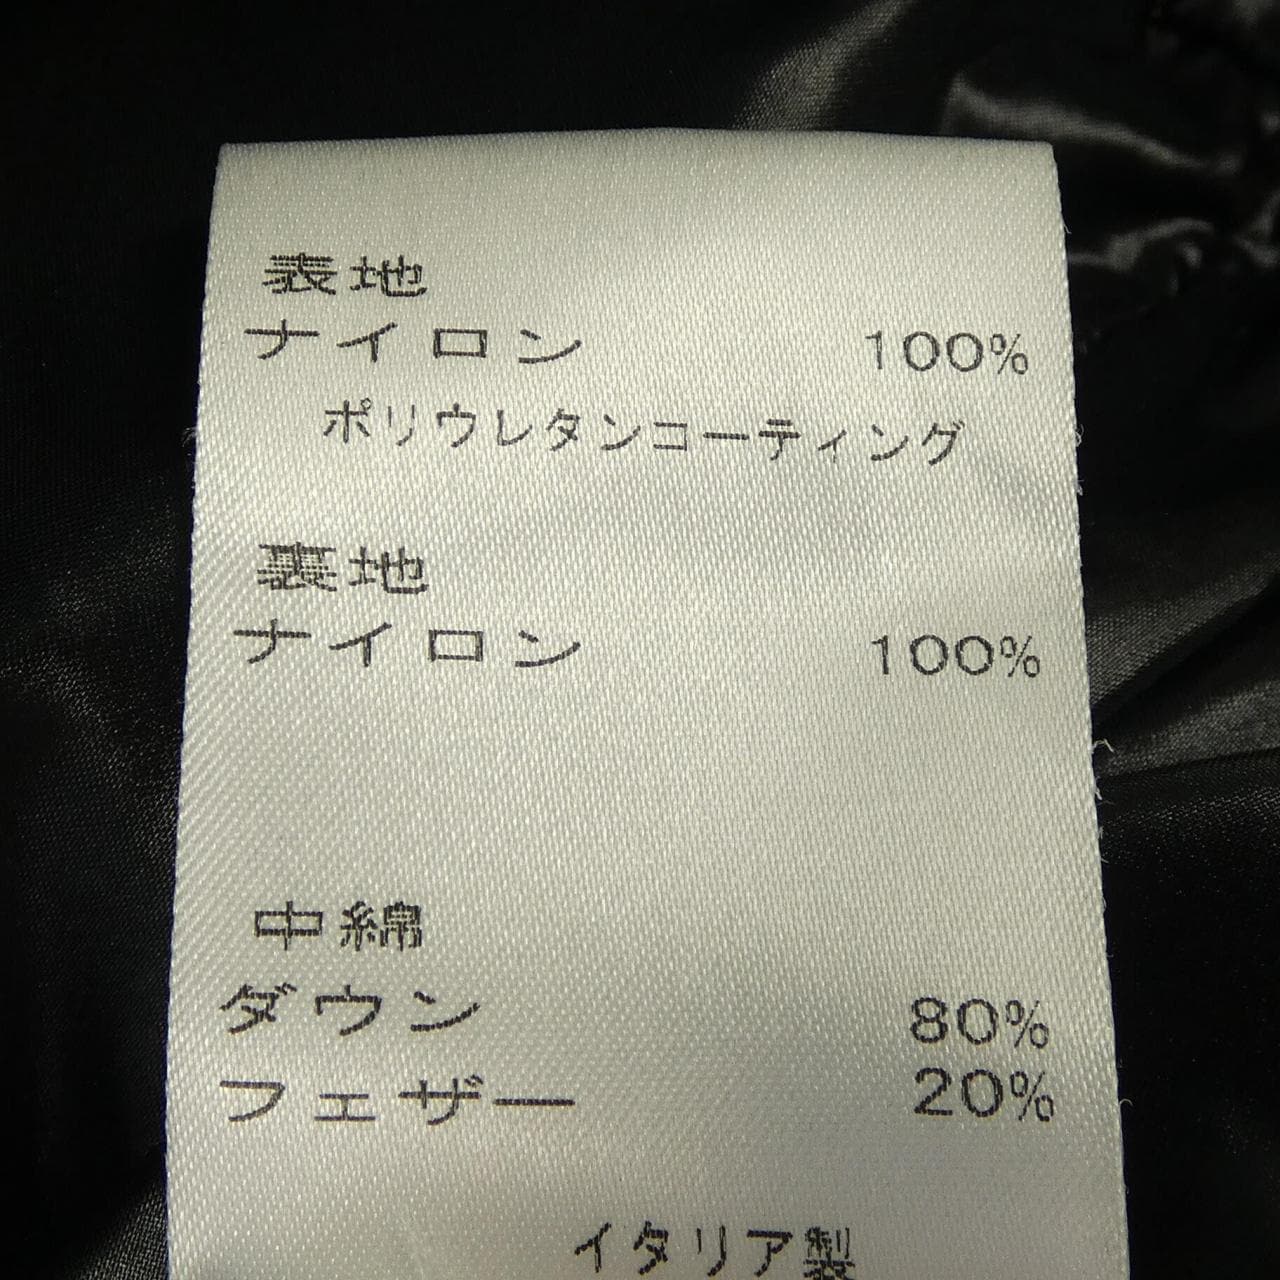 表地
ナイロン 100%
ポリウレタンコーティング
裏地
ナイロン 100%
中綿
ダウン 80%
フェザー 20%
イタリア製